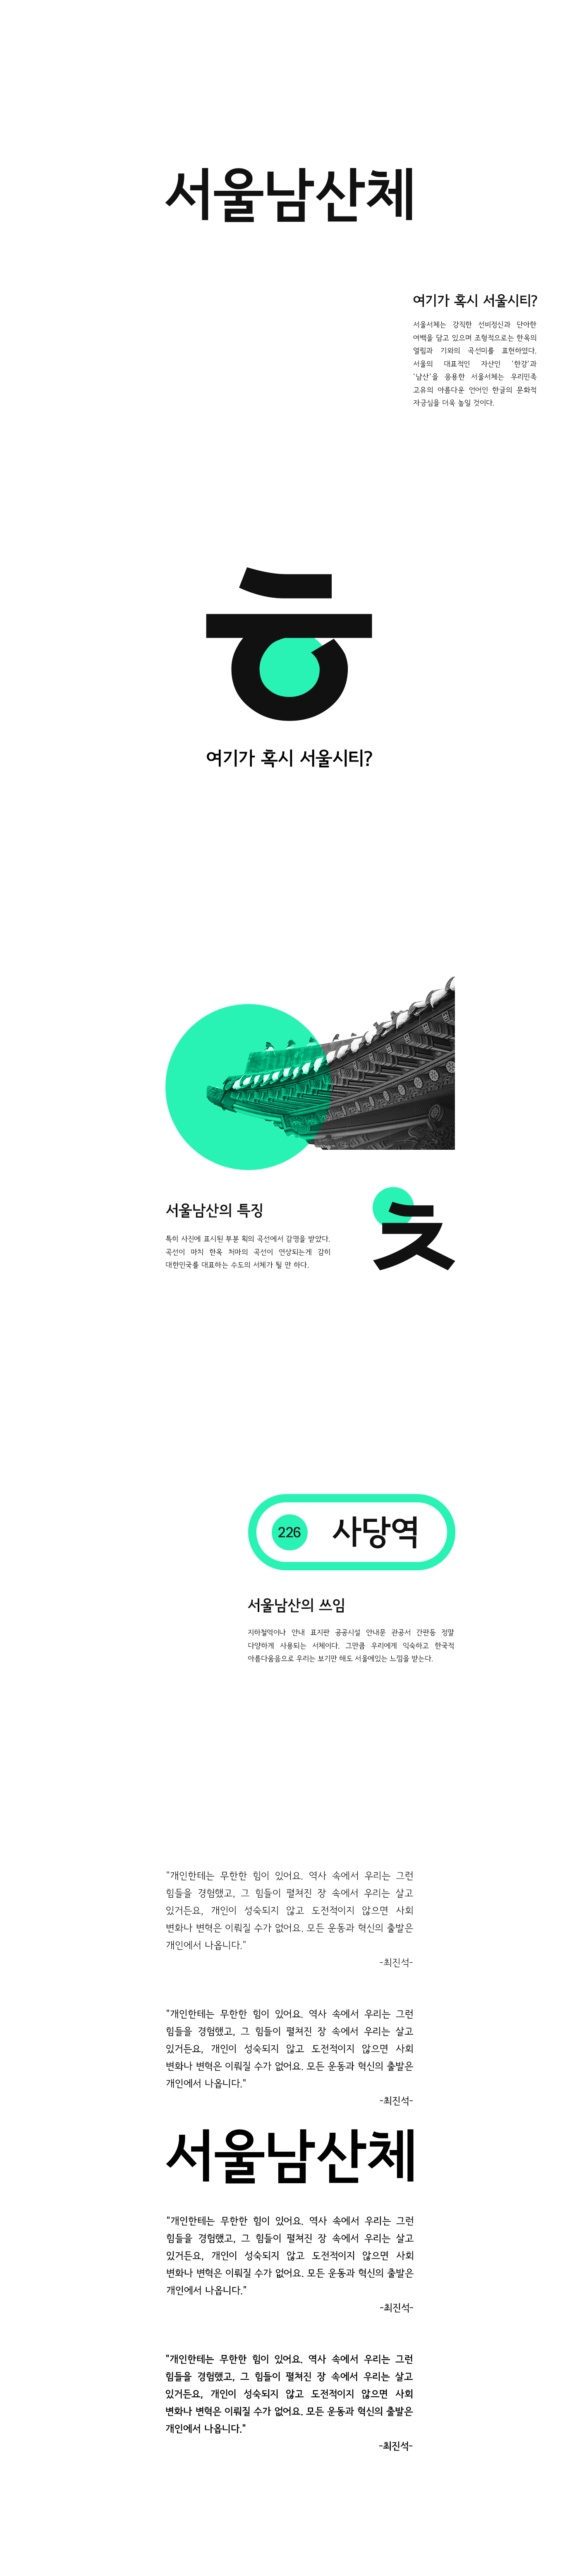 서울남산체
여기가 혹시 서울시티?
서울서체는 강직한 선비정신과 단아한
여백을 담고 있으며 조형적으로는 한옥의
열림과 기와의 곡선미를 표현하였다.
서울의 대표적인 자산인 '한강'과
'남산'을 응용한 서울서체는 우리민족
고유의 아름다운 언어인 한글의 문화적
자긍심을 더욱 높일 것이다.
ㅎ
여기가 혹시 서울시티?
서울남산의 특징
특히 사진에 표시된 부분 획의 곡선에서 감명을 받았다.
곡선이 마치 한옥 처마의 곡선이 연상되는게 감히
대한민국를 대표하는 수도의 서체가 될 만 하다.
ㅊ
226 사당역
서울남산의 쓰임
지하철역이나 안내 표지판 공공시설 안내문 관공서 간판등 정말
다양하게 사용되는 서체이다. 그만큼 우리에게 익숙하고 한국적
아름다움음으로 우리는 보기만 해도 서울에있는 느낌을 받는다.
"개인한테는 무한한 힘이 있어요. 역사 속에서 우리는 그런
힘들을 경험했고, 그 힘들이 펼쳐진 장 속에서 우리는 살고
있거든요, 개인이 성숙되지 않고 도전적이지 않으면 사회
변화나 변혁은 이뤄질 수가 없어요. 모든 운동과 혁신의 출발은
개인에서 나옵니다."
-최진석-
"개인한테는 무한한 힘이 있어요. 역사 속에서 우리는 그런
힘들을 경험했고, 그 힘들이 펼쳐진 장 속에서 우리는 살고
있거든요, 개인이 성숙되지 않고 도전적이지 않으면 사회
변화나 변혁은 이뤄질 수가 없어요. 모든 운동과 혁신의 출발은
개인에서 나옵니다."
-최진석-
서울남산체
"개인한테는 무한한 힘이 있어요. 역사 속에서 우리는 그런
힘들을 경험했고, 그 힘들이 펼쳐진 장 속에서 우리는 살고
있거든요, 개인이 성숙되지 않고 도전적이지 않으면 사회
변화나 변혁은 이뤄질 수가 없어요. 모든 운동과 혁신의 출발은
개인에서 나옵니다."
-최진석-
"개인한테는 무한한 힘이 있어요. 역사 속에서 우리는 그런
힘들을 경험했고, 그 힘들이 펼쳐진 장 속에서 우리는 살고
있거든요, 개인이 성숙되지 않고 도전적이지 않으면 사회
변화나 변혁은 이뤄질 수가 없어요. 모든 운동과 혁신의 출발은
개인에서 나옵니다."
-최진석-